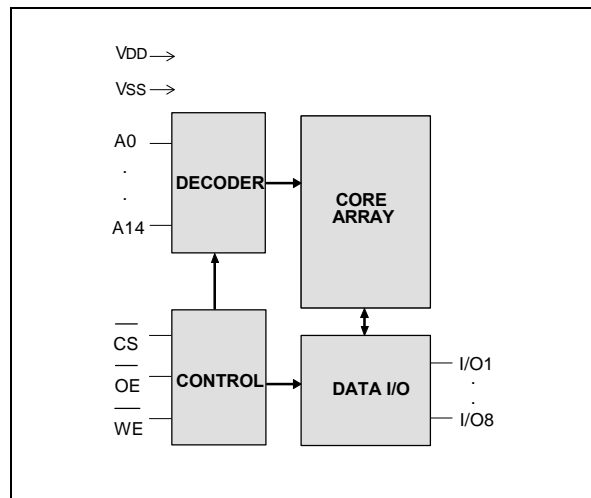 VDD
VSS
A0
.
.
A14
DECODER
CORE
ARRAY
CS
OE
WE
CONTROL
DATA I/O
I/O1
.
.
I/O8